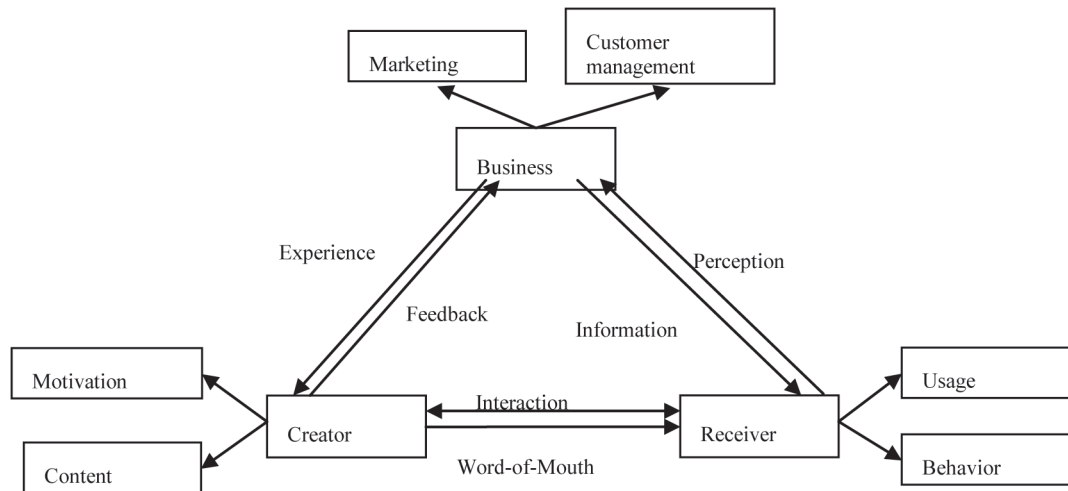 Marketing
Customer
management
Business
Experience
Perception
Feedback
Information
Motivation
Usage
Interaction
Creator
Receiver
Word-of-Mouth
Content
Behavior